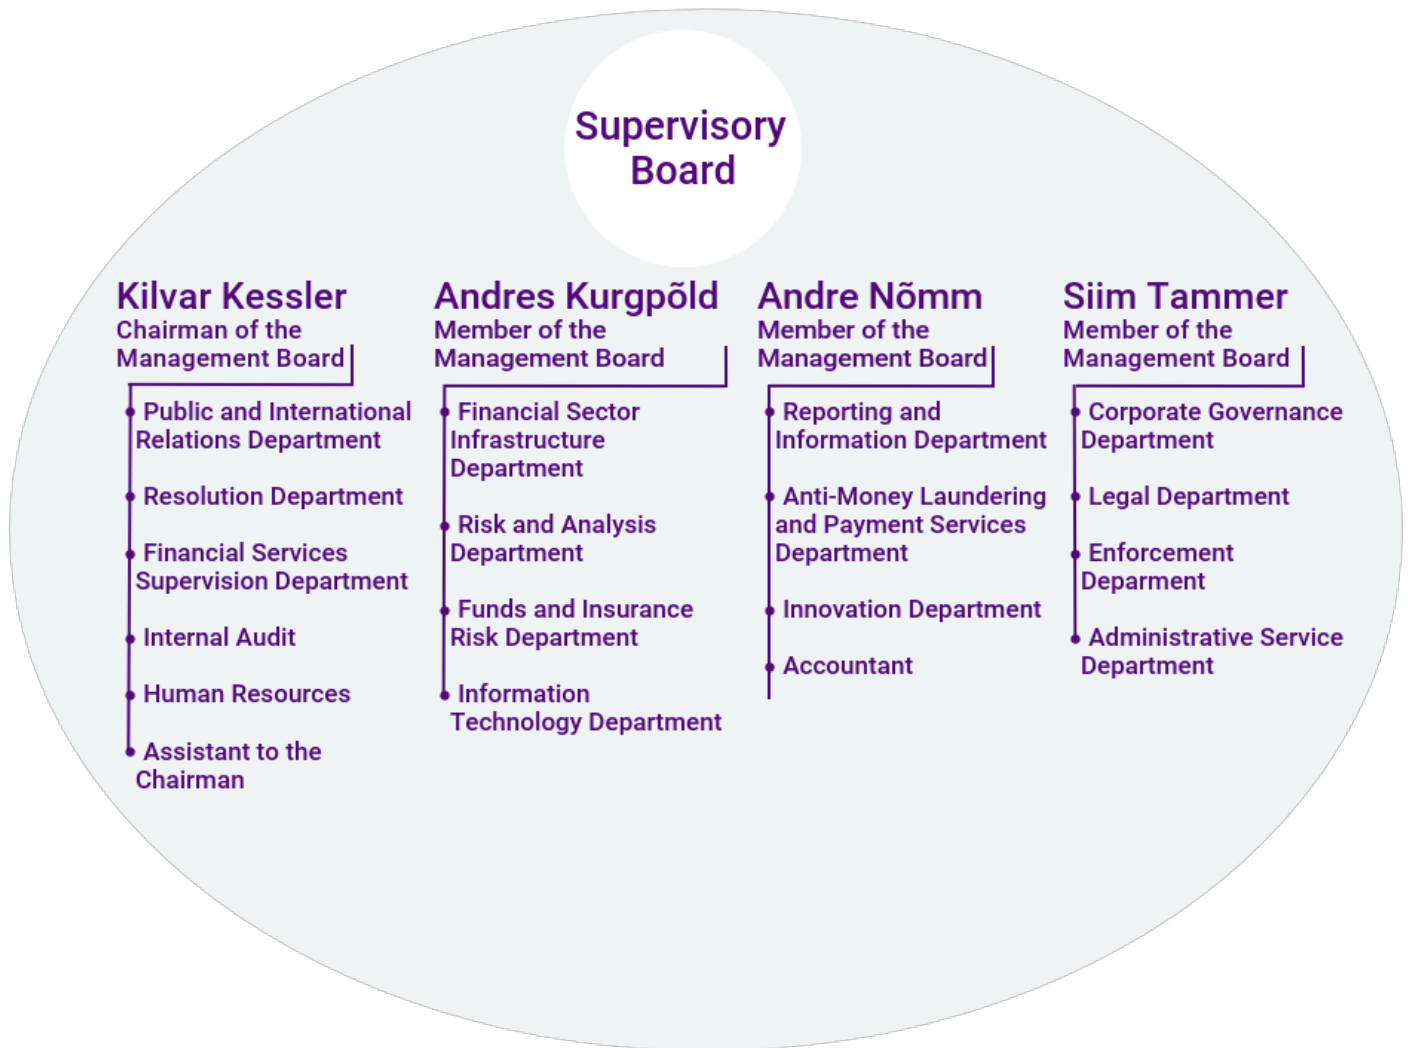 Supervisory
Board
Kilvar Kessler
Chairman of the
Management Board
Public and International
Relations Department
Resolution Department
Financial Services
Supervision Department
Internal Audit
Human Resources
Assistant to the
Chairman
Andres Kurgpõld
Member of the
Management Board
Financial Sector
Infrastructure
Department
Risk and Analysis
Department
Funds and Insurance
Risk Department
Information
Technology Department
Andre Nõmm
Member of the
Management Board
Reporting and
Information Department
Anti-Money Laundering
and Payment Services
Department
Innovation Department
Accountant
Siim Tammer
Member of the
Management Board
Corporate Governance
Department
Legal Department
Enforcement
Deparment
Administrative Service
Department